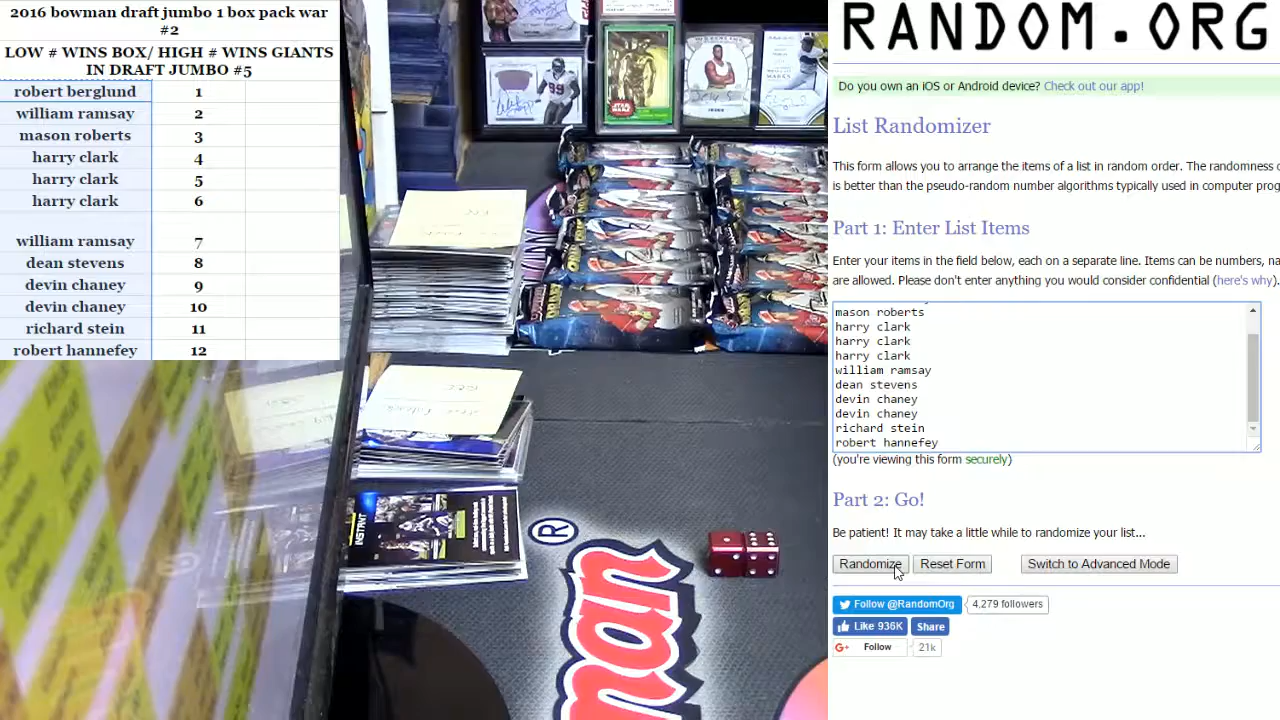 2016 bowman draft jumbo 1 box pack war
#2
LOW # WINS BOX/ HIGH # WINS GIANTS
IN DRAFT JUMBO #5
robert berglund 1
william ramsay 2
mason roberts 3
harry clark 4
harry clark 5
harry clark 6
william ramsay 7
dean stevens 8
devin chaney 9
devin chaney 10
richard stein 11
robert hannefey 12
99
STAR WARS
INSTANT
®
man
RANDOM.ORG
Do you own an iOS or Android device? Check out our app!
List Randomizer
This form allows you to arrange the items of a list in random order. The randomness
is better than the pseudo-random number algorithms typically used in computer
Part 1: Enter List Items
Enter your items in the field below, each on a separate line. Items can be numbers,
are allowed. Please don't enter anything you would consider confidential (here's why).
mason roberts
harry clark
harry clark
harry clark
william ramsay
dean stevens
devin chaney
devin chaney
richard stein
robert hannefey
(you're viewing this form securely)
Part 2: Go!
Be patient! It may take a little while to randomize your list...
Randomize Reset Form Switch to Advanced Mode
Follow @RandomOrg 4,279 followers
Like 936K Share
G+ Follow 21k